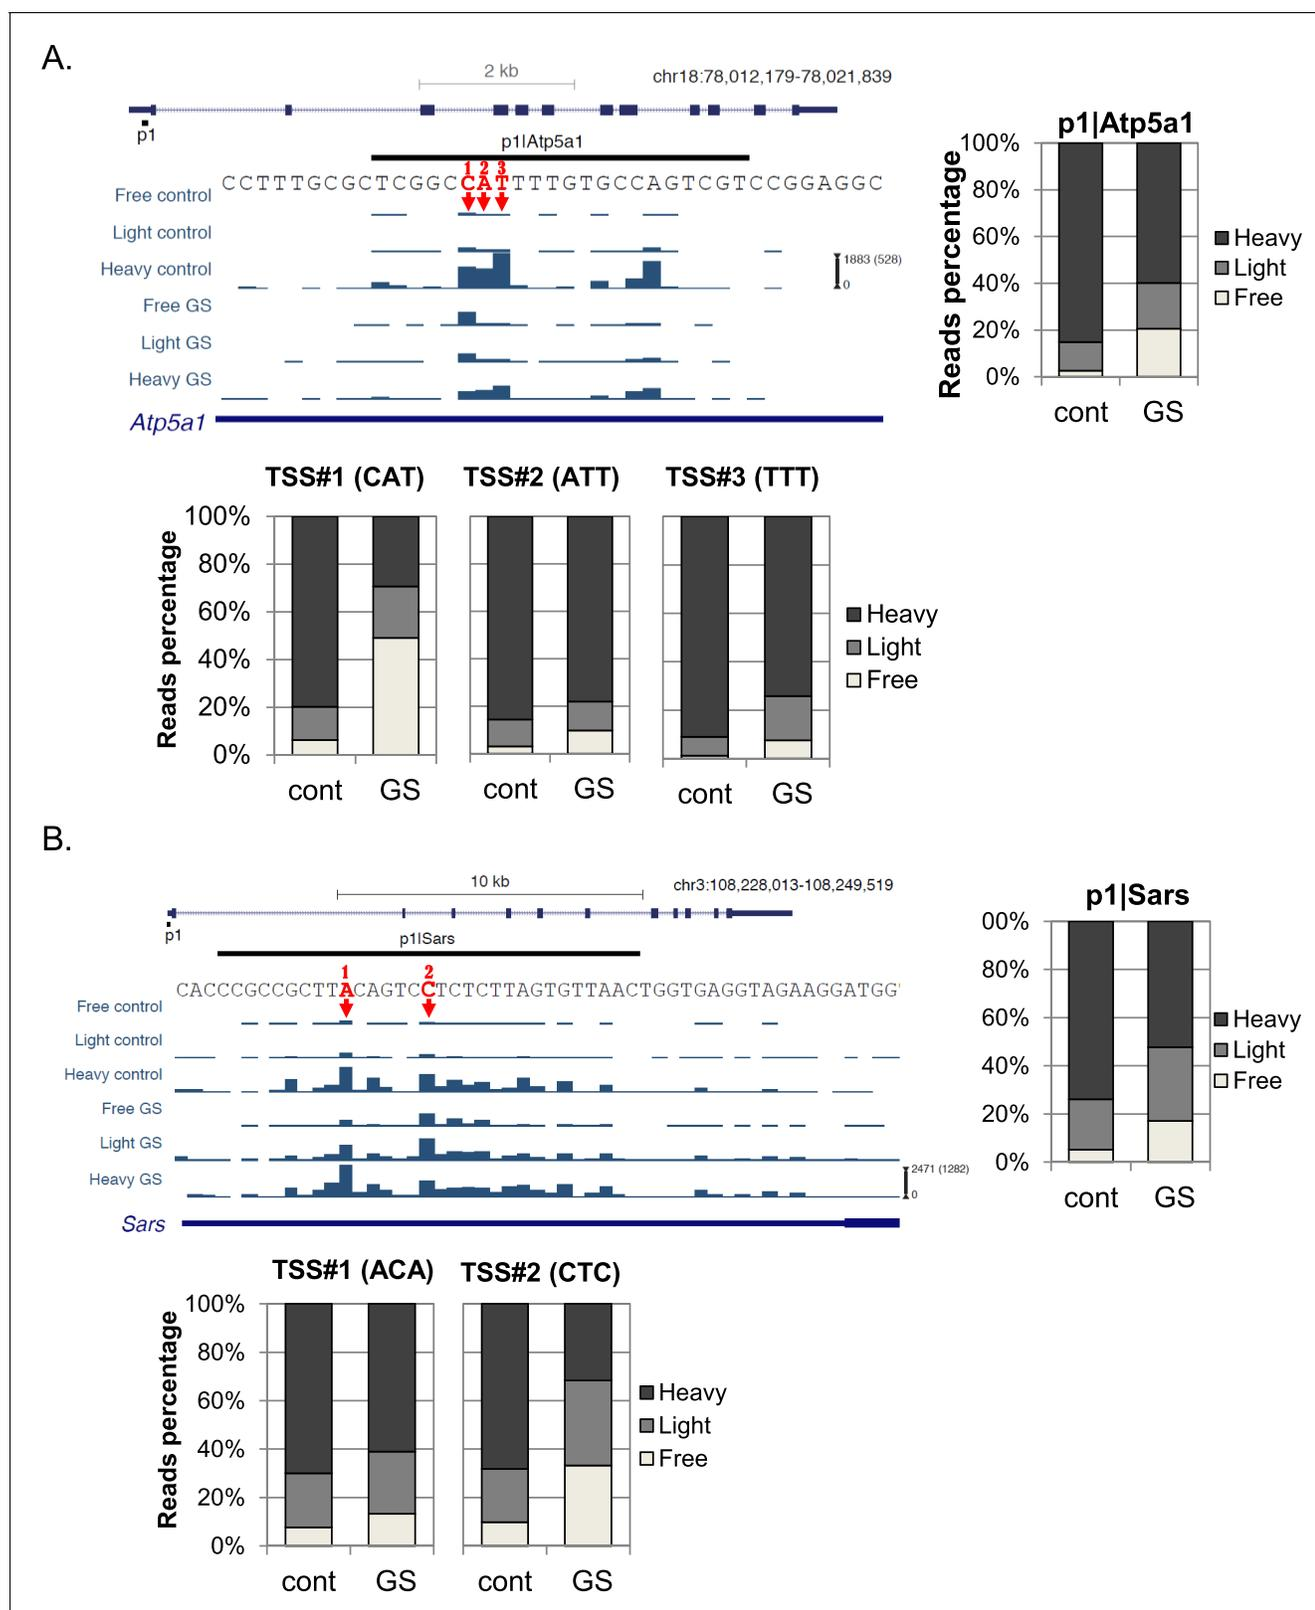 A.
2 kb
chr18:78,012,179-78,021,839
p1
p1|Atp5a1
1 2 3
CCTTTGCGCTCGGCCATTTTGTGCCAGTCGTCCGGAGGC
Free control
Light control
Heavy control
1883 (528)
0
Free GS
Light GS
Heavy GS
Atp5a1
p1|Atp5a1
Reads percentage
100%
80%
60%
40%
20%
0%
cont GS
Heavy
Light
Free
TSS#1 (CAT) TSS#2 (ATT) TSS#3 (TTT)
Reads percentage
100%
80%
60%
40%
20%
0%
cont GS cont GS cont GS
Heavy
Light
Free
B.
10 kb
chr3:108,228,013-108,249,519
p1
p1|Sars
1 2
CACCCGCCGCTTACAGTCCTCTCTTAGTGTTAACTGGTGAGGTAGAAGGATGG
Free control
Light control
Heavy control
Free GS
Light GS
Heavy GS
2471 (1282)
0
Sars
p1|Sars
00%
80%
60%
40%
20%
0%
cont GS
Heavy
Light
Free
TSS#1 (ACA) TSS#2 (CTC)
Reads percentage
100%
80%
60%
40%
20%
0%
cont GS cont GS
Heavy
Light
Free